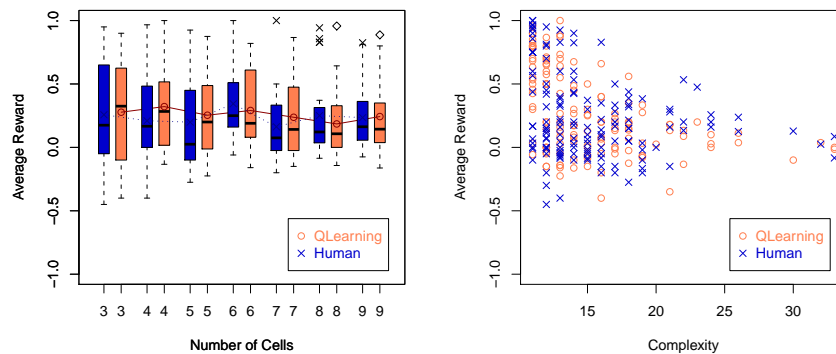 Average Reward
1.0
0.5
0.0
−0.5
−1.0
QLearning
Human
3 3 4 4 5 5 6 6 7 7 8 8 9 9
Number of Cells
Average Reward
1.0
0.5
0.0
−0.5
−1.0
QLearning
Human
15 20 25 30
Complexity